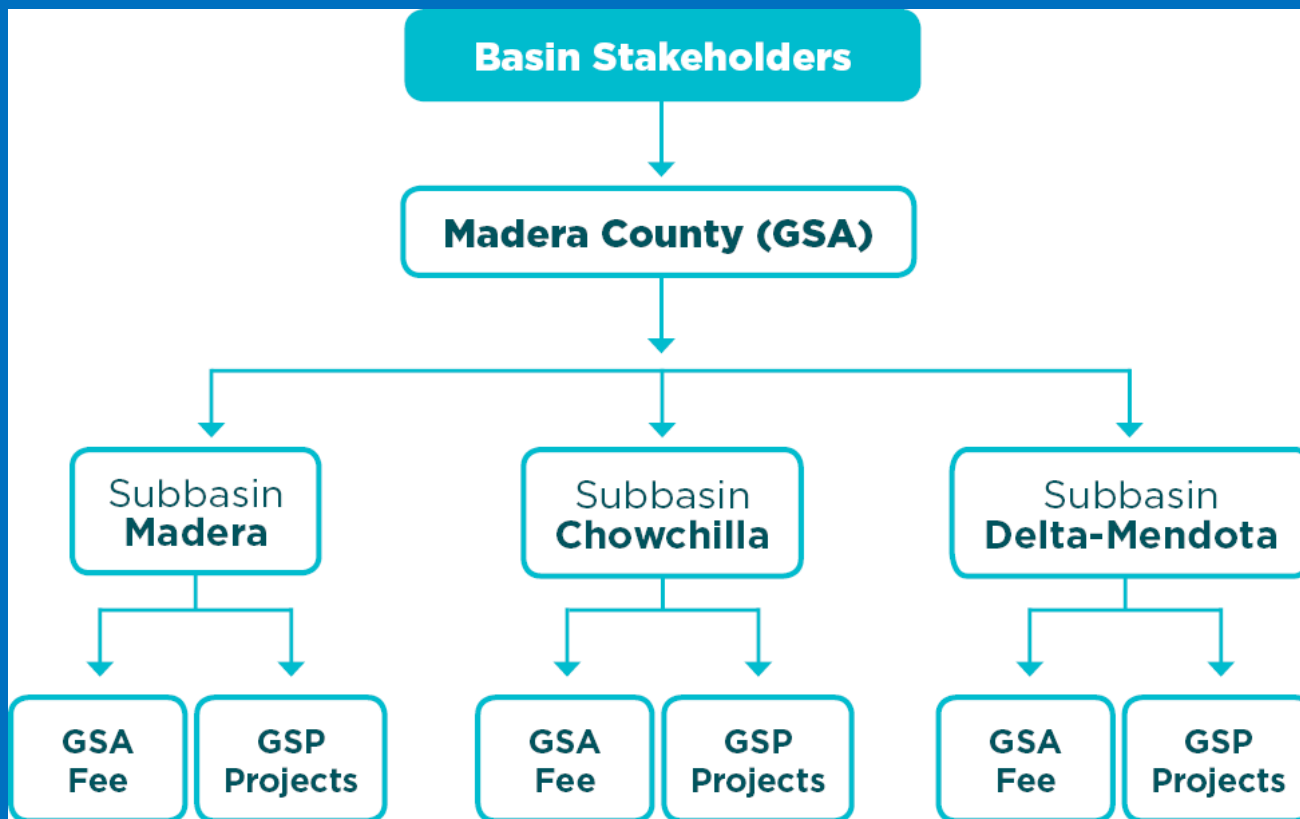 Basin Stakeholders
Madera County (GSA)
Subbasin
Madera
Subbasin
Chowchilla
Subbasin
Delta-Mendota
GSA
Fee
GSP
Projects
GSA
Fee
GSP
Projects
GSA
Fee
GSP
Projects